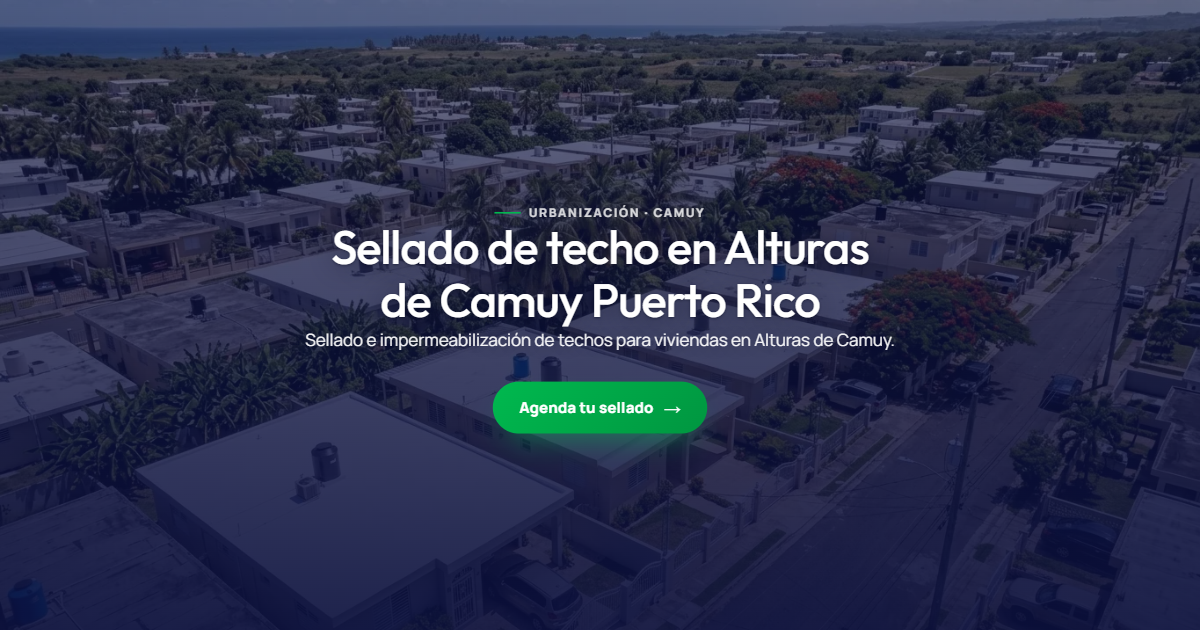 URBANIZACIÓN · CAMUY
Sellado de techo en Alturas
de Camuy Puerto Rico
Sellado e impermeabilización de techos para viviendas en Alturas de Camuy.
Agenda tu sellado →